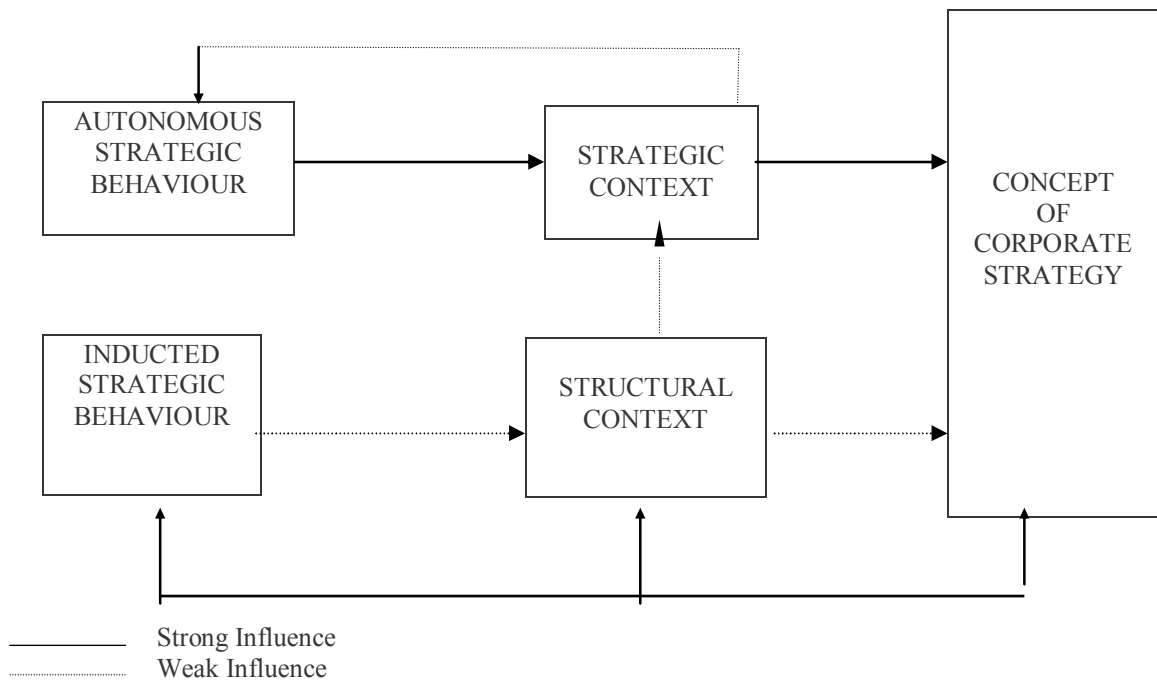 AUTONOMOUS
STRATEGIC
BEHAVIOUR
STRATEGIC
CONTEXT
CONCEPT
OF
CORPORATE
STRATEGY
INDUCTED
STRATEGIC
BEHAVIOUR
STRUCTURAL
CONTEXT
Strong Influence
Weak Influence